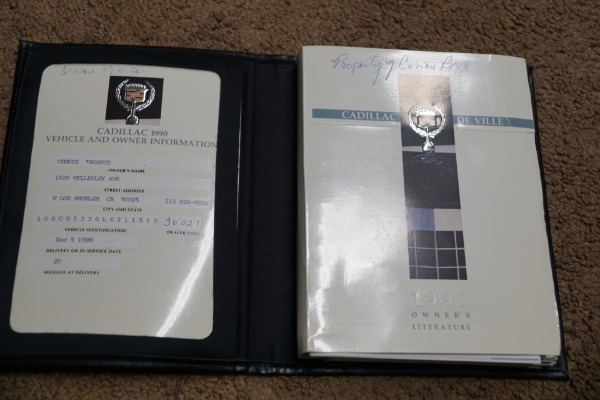 CADILLAC 1990
VEHICLE AND OWNER INFORMATION
OWNER'S NAME
1620 WELLESLEY AVE
STREET ADDRESS
W LOS ANGELES CA 90025
CITY AND STATE
VEHICLE IDENTIFICATION
DEALER CODE
Dec 5 1989
DELIVERY OR IN-SERVICE DATE
20
MILEAGE AT DELIVERY
Property of
CADILLAC DE VILLE
1990
OWNER'S
LITERATURE